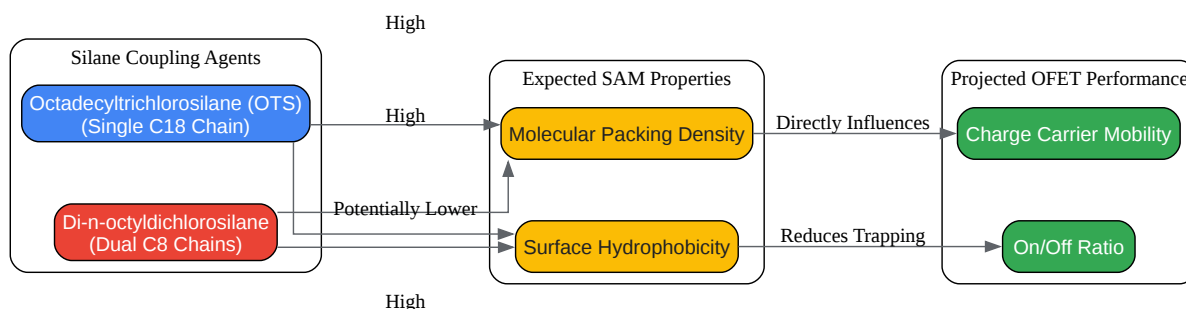 High
Silane Coupling Agents
Octadecyltrichlorosilane (OTS)
(Single C18 Chain)
Di-n-octyldichlorosilane
(Dual C8 Chains)
High
Potentially Lower
High
Expected SAM Properties
Molecular Packing Density
Surface Hydrophobicity
Directly Influences
Reduces Trapping
Projected OFET Performance
Charge Carrier Mobility
On/Off Ratio